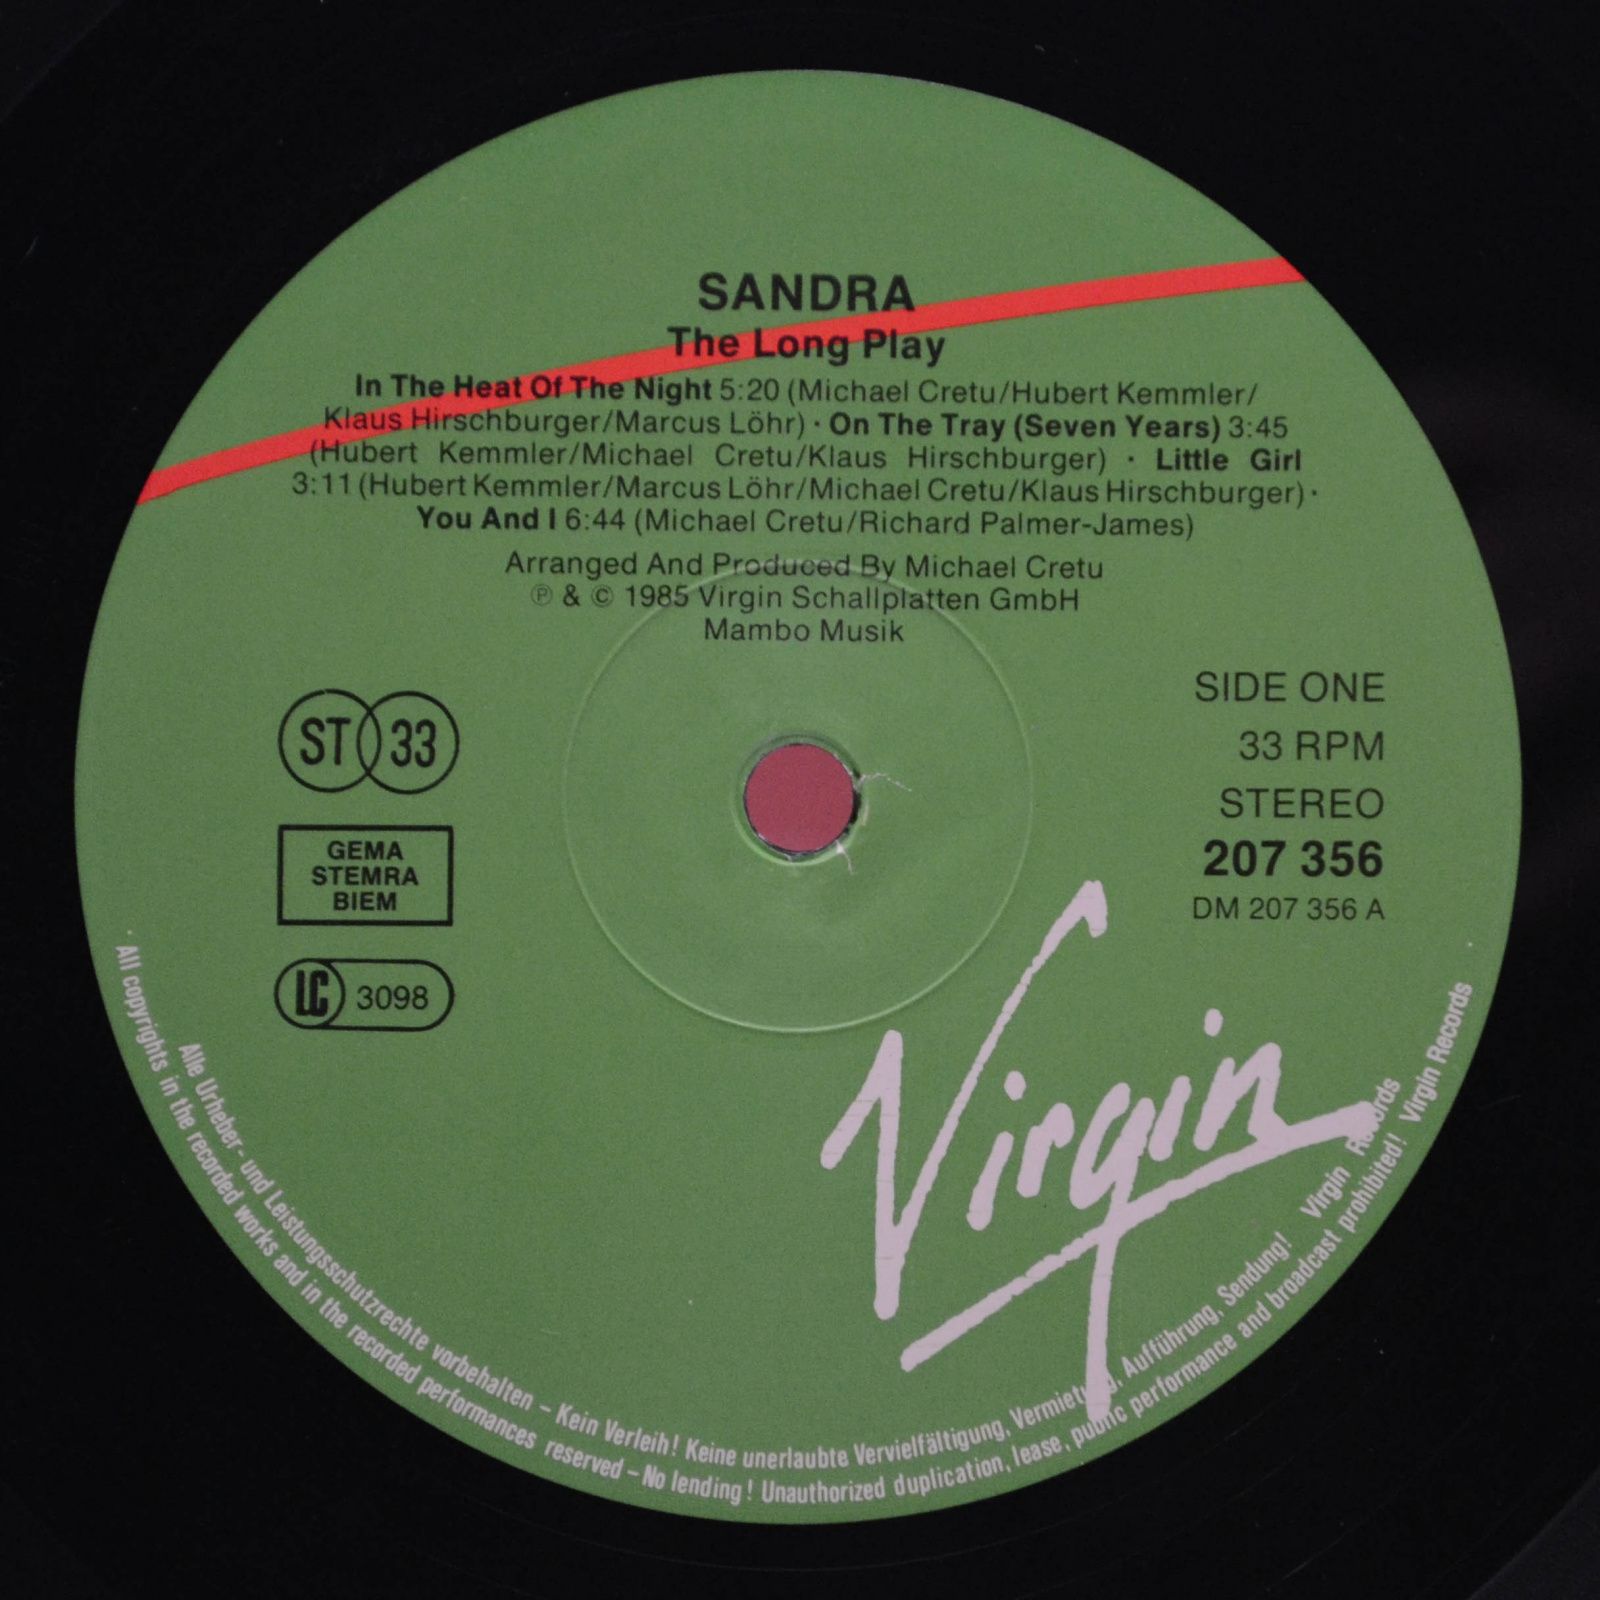 SANDRA
The Long Play
In The Heat Of The Night 5:20 (Michael Cretu/Hubert Kemmler/
Klaus Hirschburger/Marcus Löhr) · On The Tray (Seven Years) 3:45
(Hubert Kemmler/Michael Cretu/Klaus Hirschburger) · Little Girl
3:11 (Hubert Kemmler/Marcus Löhr/Michael Cretu/Klaus Hirschburger) ·
You And I 6:44 (Michael Cretu/Richard Palmer-James)
Arranged And Produced By Michael Cretu
℗ & © 1985 Virgin Schallplatten GmbH
Mambo Musik
ST 33
GEMA
STEMRA
BIEM
LC 3098
SIDE ONE
33 RPM
STEREO
207 356
DM 207 356 A
Virgin
Alle Urheber- und Leistungsschutzrechte vorbehalten – Kein Verleih! Keine unerlaubte Vervielfältigung, Vermietung, Aufführung, Sendung! Virgin Records
All copyrights in the recorded works and in the recorded performances reserved – No lending! Unauthorized duplication, lease, public performance and broadcast prohibited! Virgin Records